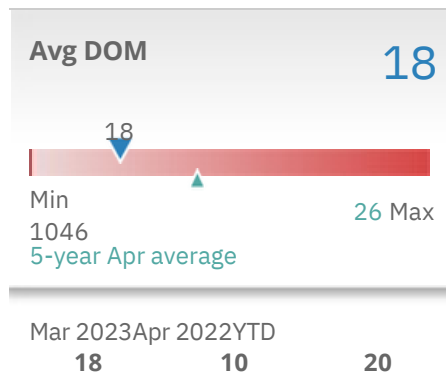 Avg DOM
18
18
Min
1046
26 Max
5-year Apr average
Mar 2023Apr 2022YTD
18 10 20